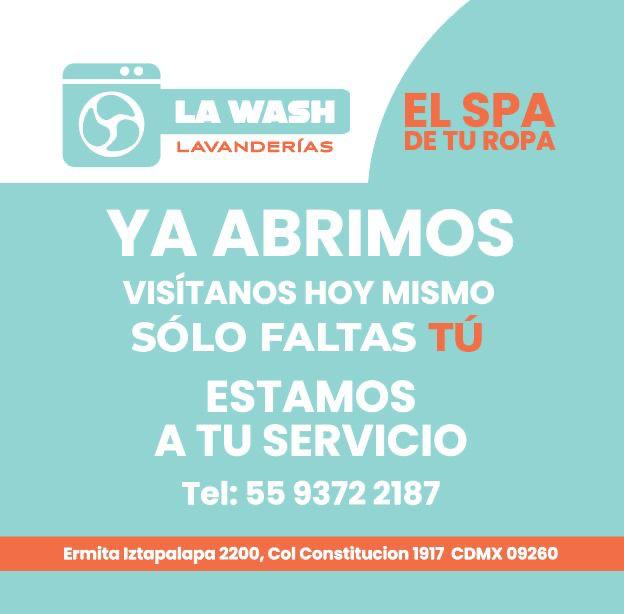 LA WASH
LAVANDERÍAS
EL SPA
DE TU ROPA
YA ABRIMOS
VISÍTANOS HOY MISMO
SÓLO FALTAS TÚ
ESTAMOS
A TU SERVICIO
Tel: 55 9372 2187
Ermita Iztapalapa 2200, Col Constitucion 1917 CDMX 09260